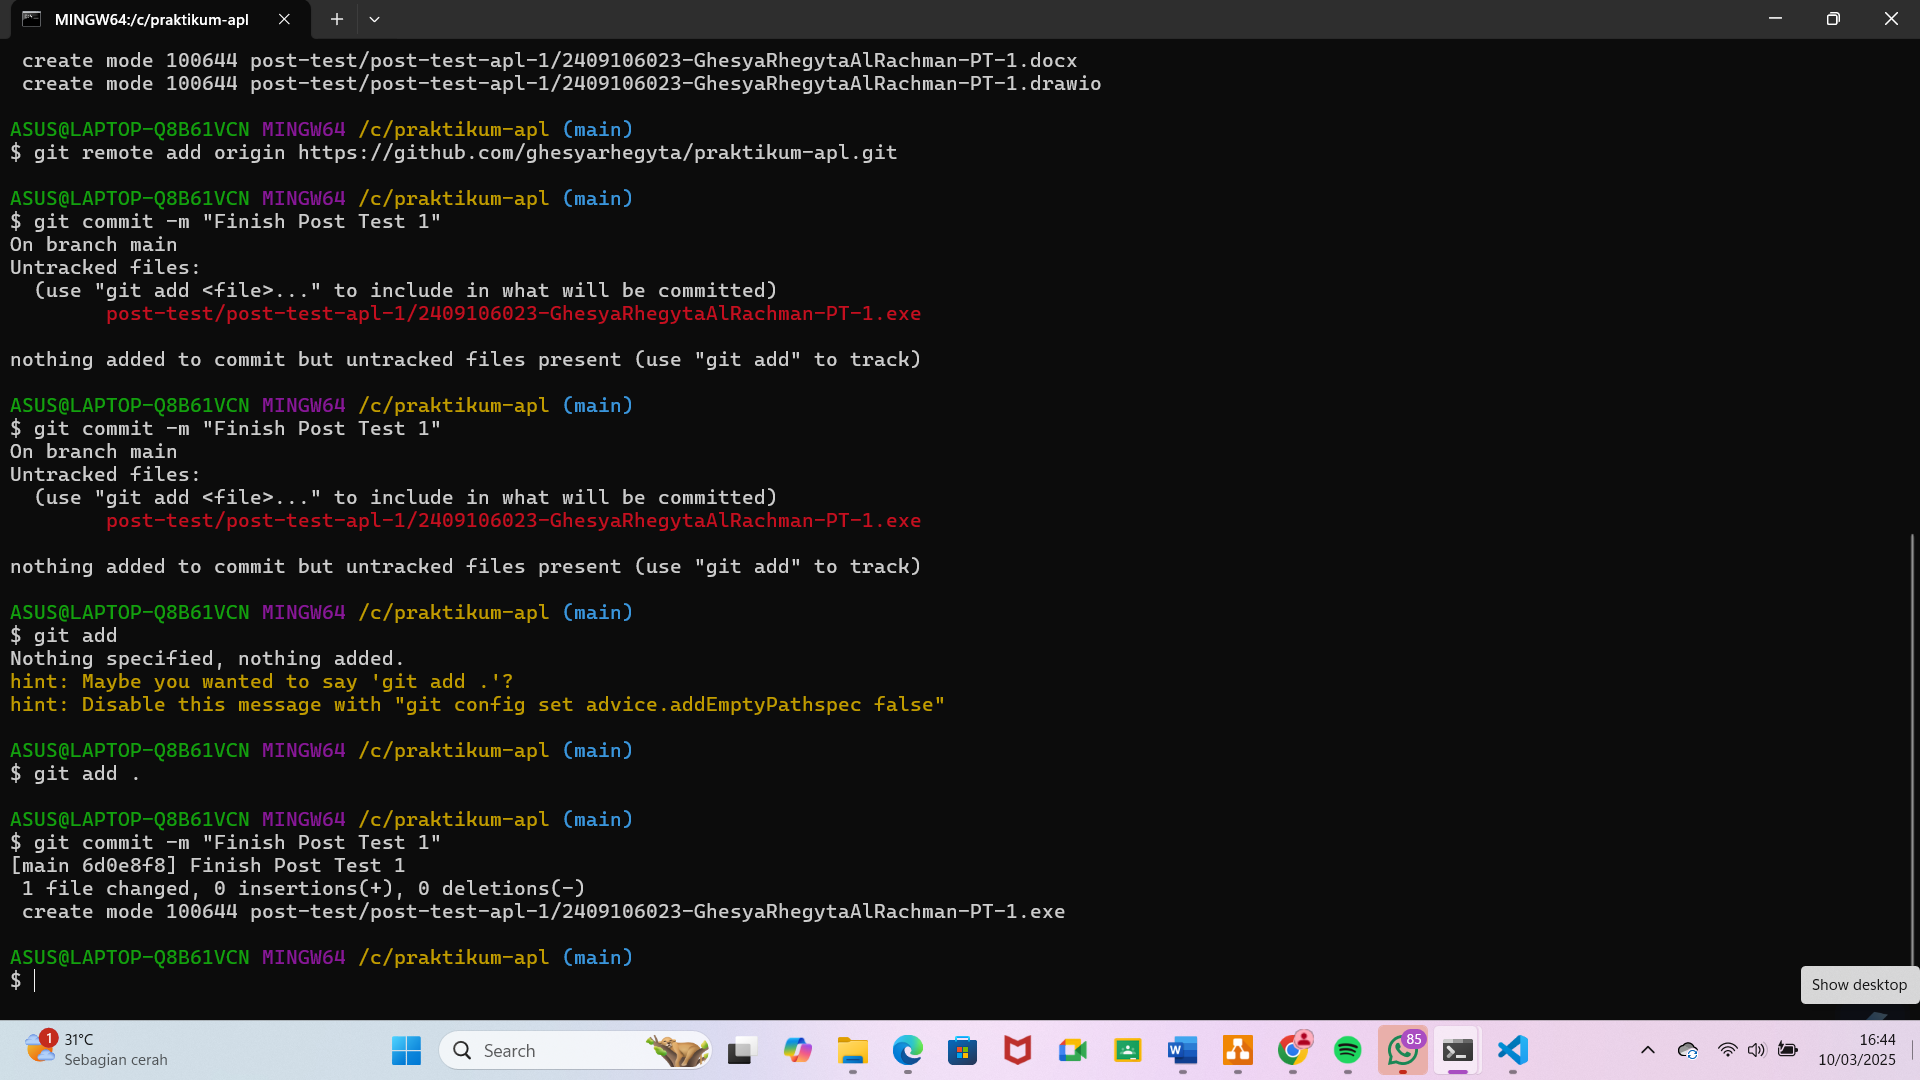 MINGW64:/c/praktikum-apl
create mode 100644 post-test/post-test-apl-1/2409106023-GhesyaRhegytaAlRachman-PT-1.docx
create mode 100644 post-test/post-test-apl-1/2409106023-GhesyaRhegytaAlRachman-PT-1.drawio
ASUS@LAPTOP-Q8B61VCN MINGW64 /c/praktikum-apl (main)
$ git remote add origin https://github.com/ghesyarhegyta/praktikum-apl.git
ASUS@LAPTOP-Q8B61VCN MINGW64 /c/praktikum-apl (main)
$ git commit -m "Finish Post Test 1"
On branch main
Untracked files:
(use "git add <file>..." to include in what will be committed)
post-test/post-test-apl-1/2409106023-GhesyaRhegytaAlRachman-PT-1.exe
nothing added to commit but untracked files present (use "git add" to track)
ASUS@LAPTOP-Q8B61VCN MINGW64 /c/praktikum-apl (main)
$ git commit -m "Finish Post Test 1"
On branch main
Untracked files:
(use "git add <file>..." to include in what will be committed)
post-test/post-test-apl-1/2409106023-GhesyaRhegytaAlRachman-PT-1.exe
nothing added to commit but untracked files present (use "git add" to track)
ASUS@LAPTOP-Q8B61VCN MINGW64 /c/praktikum-apl (main)
$ git add
Nothing specified, nothing added.
hint: Maybe you wanted to say 'git add .'?
hint: Disable this message with "git config set advice.addEmptyPathspec false"
ASUS@LAPTOP-Q8B61VCN MINGW64 /c/praktikum-apl (main)
$ git add .
ASUS@LAPTOP-Q8B61VCN MINGW64 /c/praktikum-apl (main)
$ git commit -m "Finish Post Test 1"
[main 6d0e8f8] Finish Post Test 1
1 file changed, 0 insertions(+), 0 deletions(-)
create mode 100644 post-test/post-test-apl-1/2409106023-GhesyaRhegytaAlRachman-PT-1.exe
ASUS@LAPTOP-Q8B61VCN MINGW64 /c/praktikum-apl (main)
$
Show desktop
1
31°C
Sebagian cerah
Search
85
16:44
10/03/2025